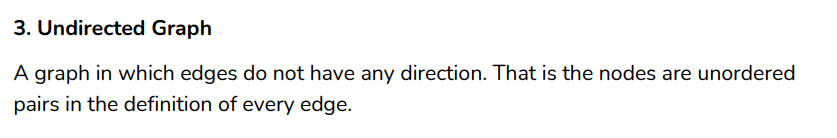 3. Undirected Graph
A graph in which edges do not have any direction. That is the nodes are unordered
pairs in the definition of every edge.